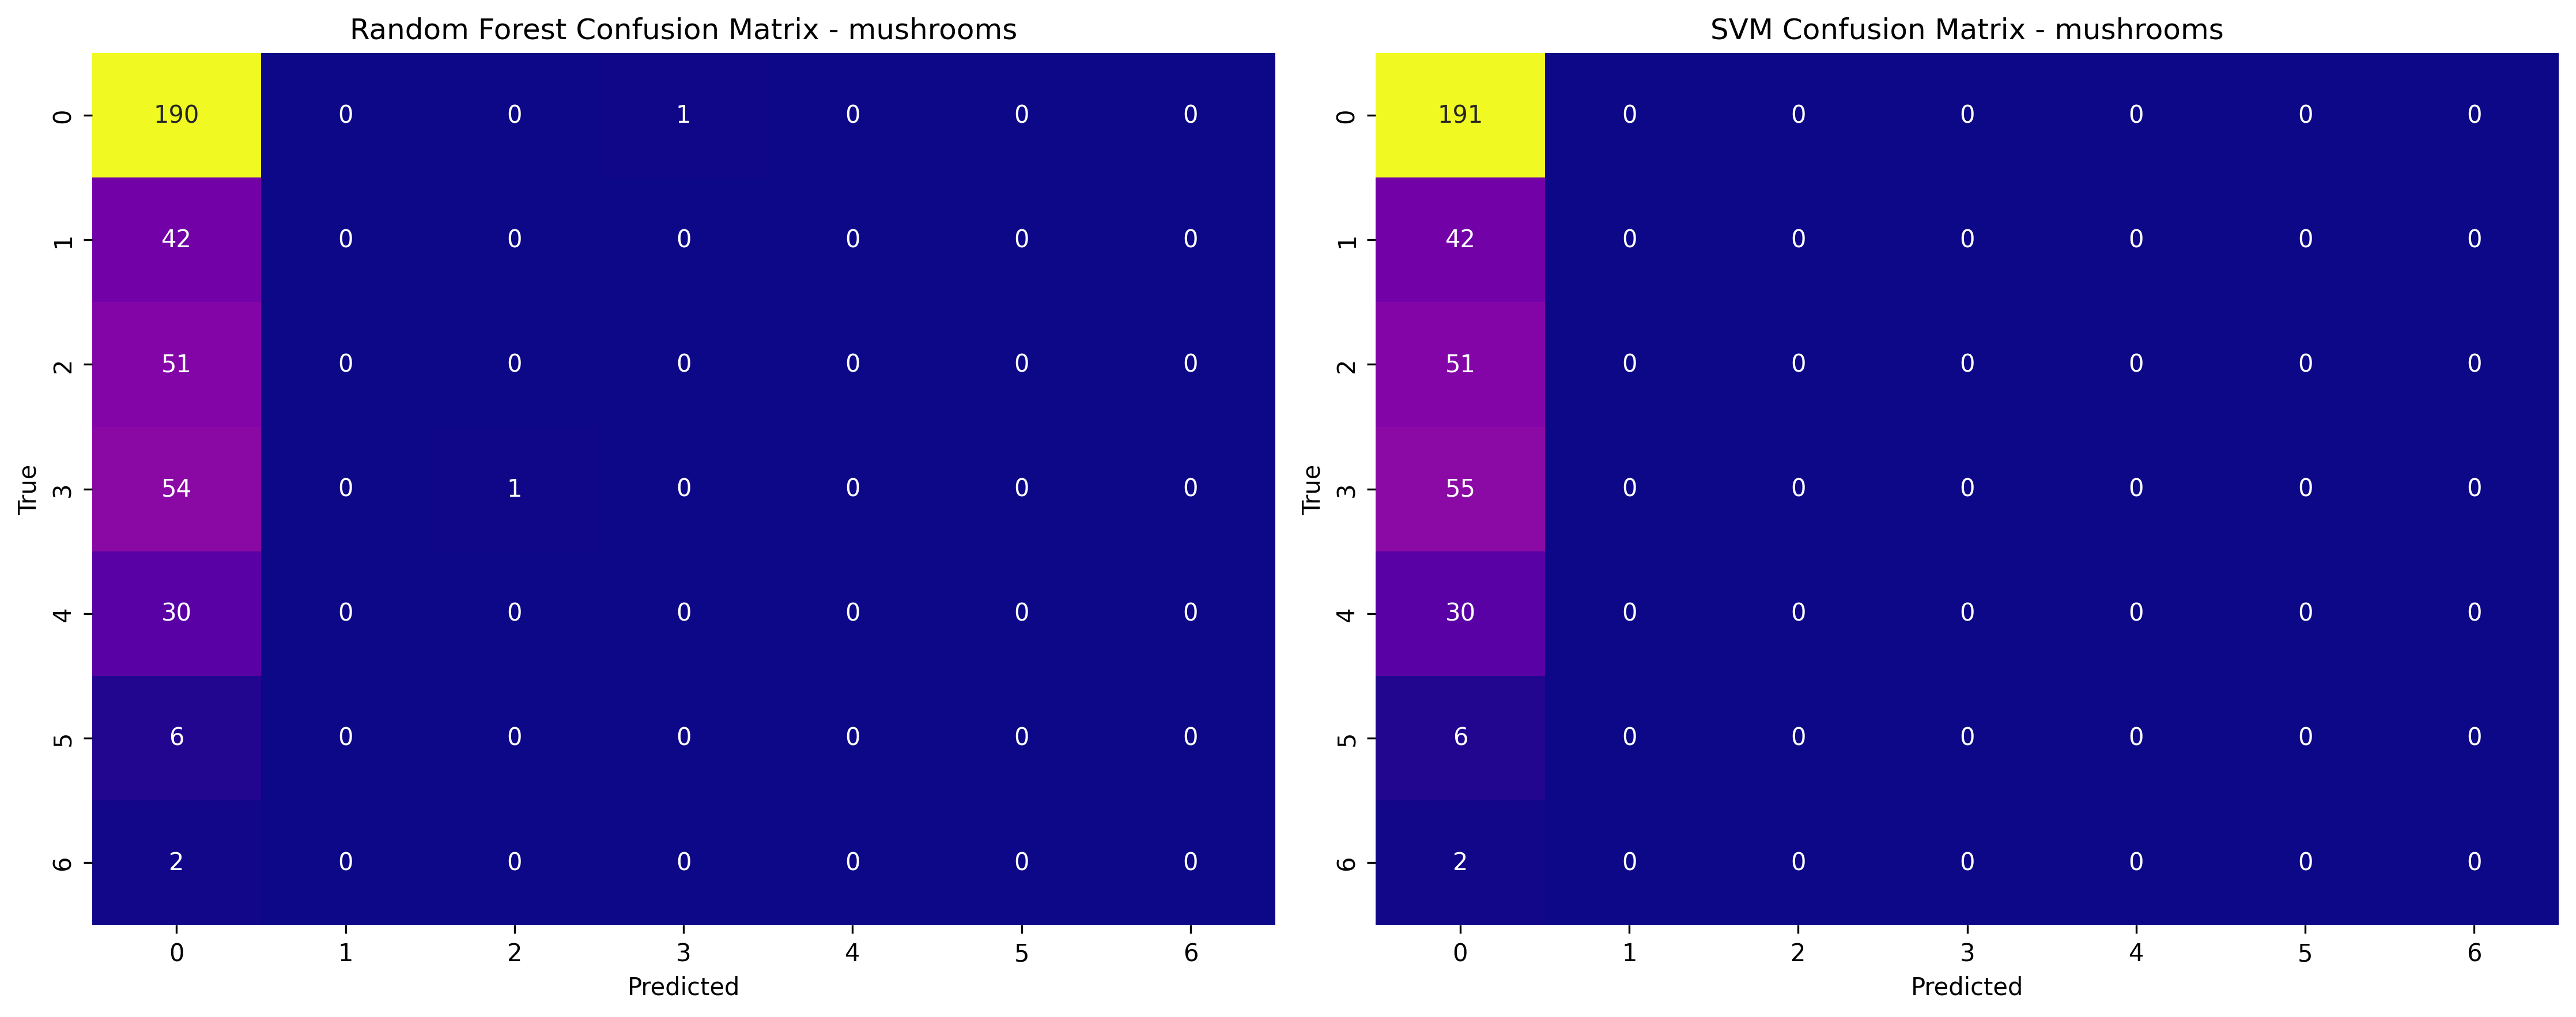 Random Forest Confusion Matrix - mushrooms
True
0 190 0 0 1 0 0 0
1 42 0 0 0 0 0 0
2 51 0 0 0 0 0 0
3 54 0 1 0 0 0 0
4 30 0 0 0 0 0 0
5 6 0 0 0 0 0 0
6 2 0 0 0 0 0 0
0 1 2 3 4 5 6
Predicted
SVM Confusion Matrix - mushrooms
True
0 191 0 0 0 0 0 0
1 42 0 0 0 0 0 0
2 51 0 0 0 0 0 0
3 55 0 0 0 0 0 0
4 30 0 0 0 0 0 0
5 6 0 0 0 0 0 0
6 2 0 0 0 0 0 0
0 1 2 3 4 5 6
Predicted